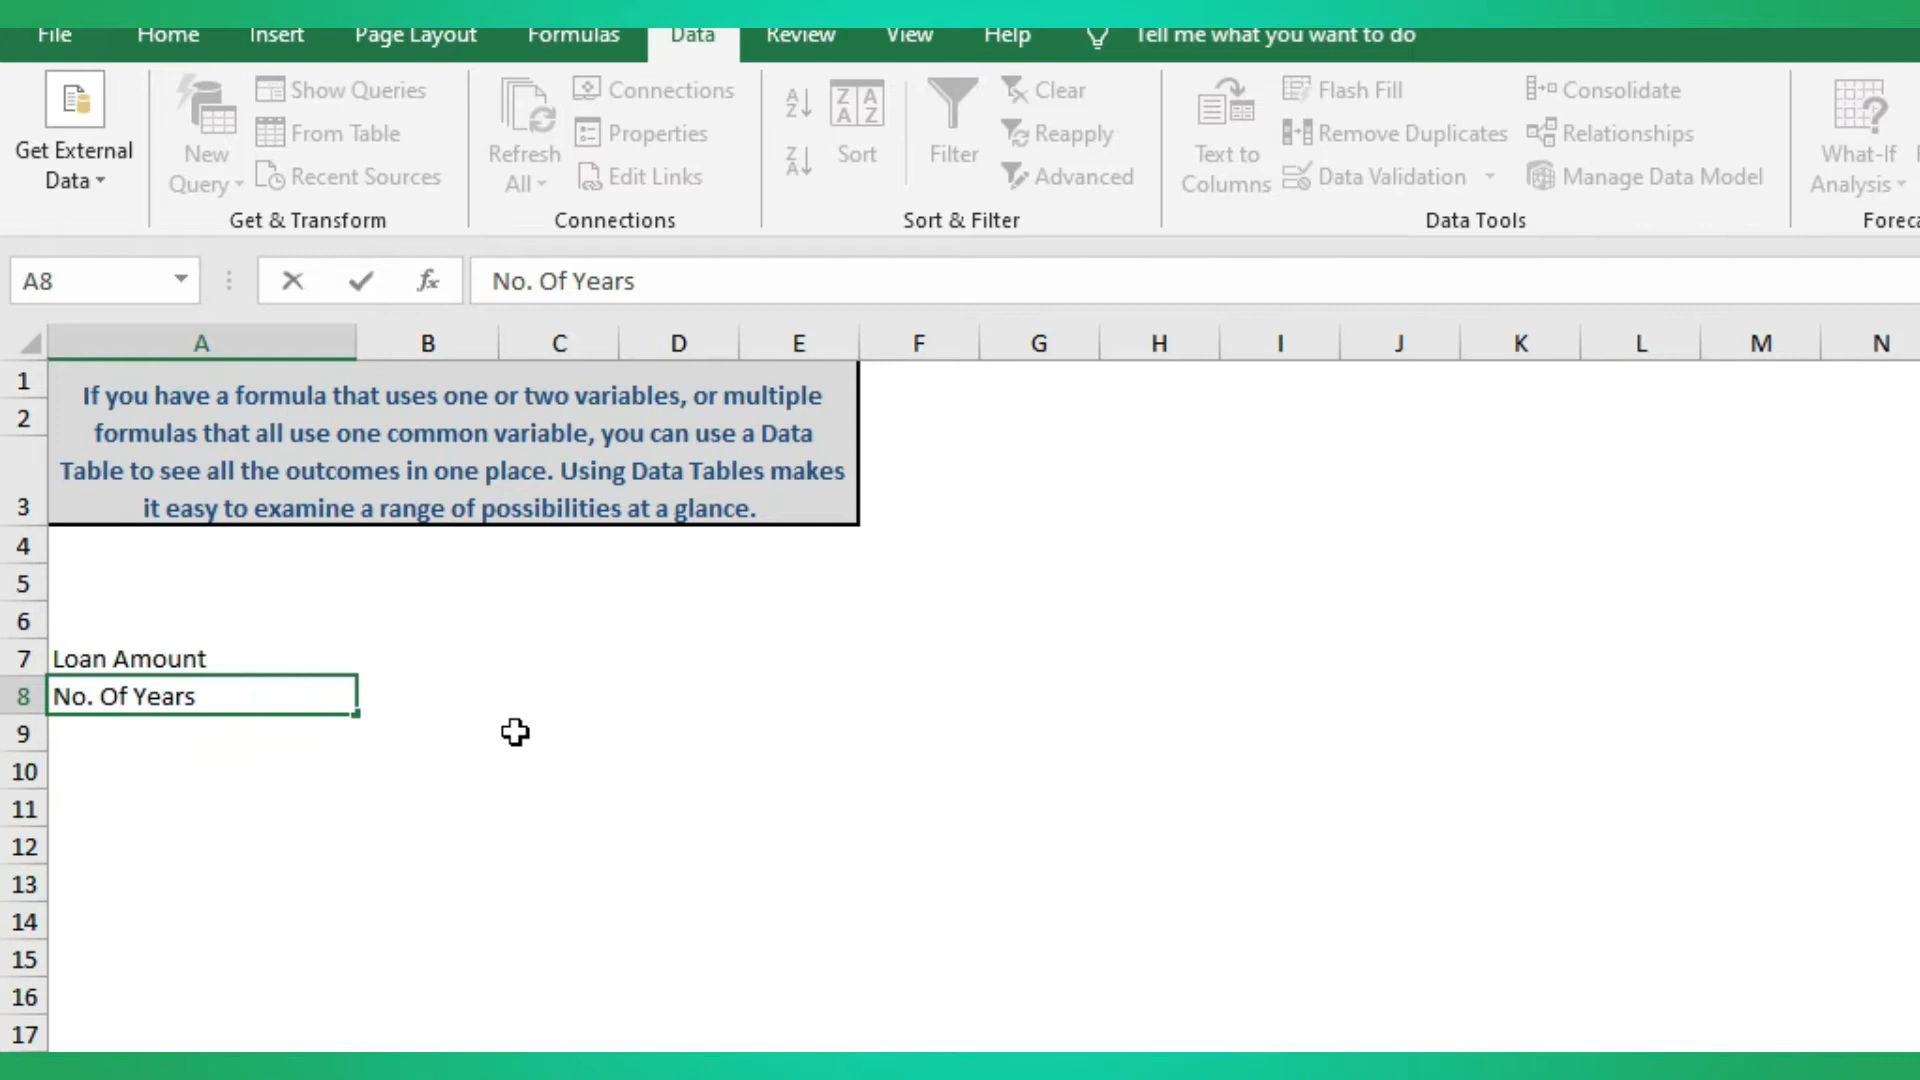 File Home Insert Page Layout Formulas Data Review View Help Tell me what you want to do
Get External Data
New Query
Show Queries
From Table
Recent Sources
Get & Transform
Refresh All
Connections
Properties
Edit Links
Connections
Sort
Filter
Clear
Reapply
Advanced
Sort & Filter
Text to Columns
Flash Fill
Remove Duplicates
Data Validation
Consolidate
Relationships
Manage Data Model
Data Tools
What-If Analysis
A8 fx No. Of Years
A B C D E F G H I J K L M N
1
2
3
If you have a formula that uses one or two variables, or multiple
formulas that all use one common variable, you can use a Data
Table to see all the outcomes in one place. Using Data Tables makes
it easy to examine a range of possibilities at a glance.
4
5
6
7 Loan Amount
8 No. Of Years
9
10
11
12
13
14
15
16
17